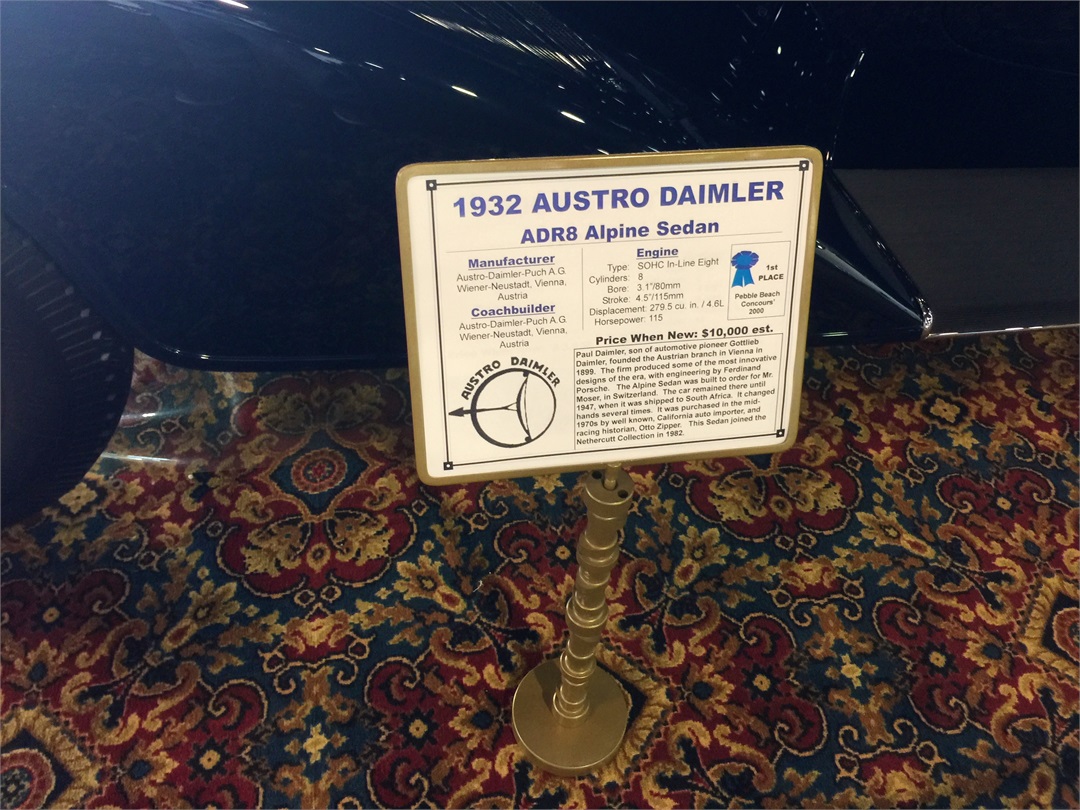 1932 AUSTRO DAIMLER
ADR8 Alpine Sedan
Manufacturer
Austro-Daimler-Puch A.G.
Wiener-Neustadt, Vienna,
Austria
Coachbuilder
Austro-Daimler-Puch A.G.
Wiener-Neustadt, Vienna,
Austria
AUSTRO DAIMLER
Engine
Type: SOHC In-Line Eight
Cylinders: 8
Bore: 3.1"/80mm
Stroke: 4.5"/115mm
Displacement: 279.5 cu. in. / 4.6L
Horsepower: 115
1st
PLACE
Pebble Beach
Concours'
2000
Price When New: $10,000 est.
Paul Daimler, son of automotive pioneer Gottlieb
Daimler, founded the Austrian branch in Vienna in
1899. The firm produced some of the most innovative
designs of the era, with engineering by Ferdinand
Porsche. The Alpine Sedan was built to order for Mr.
Moser, in Switzerland. The car remained there until
1947, when it was shipped to South Africa. It changed
hands several times. It was purchased in the mid-
1970s by well known, California auto importer, and
racing historian, Otto Zipper. This Sedan joined the
Nethercutt Collection in 1982.